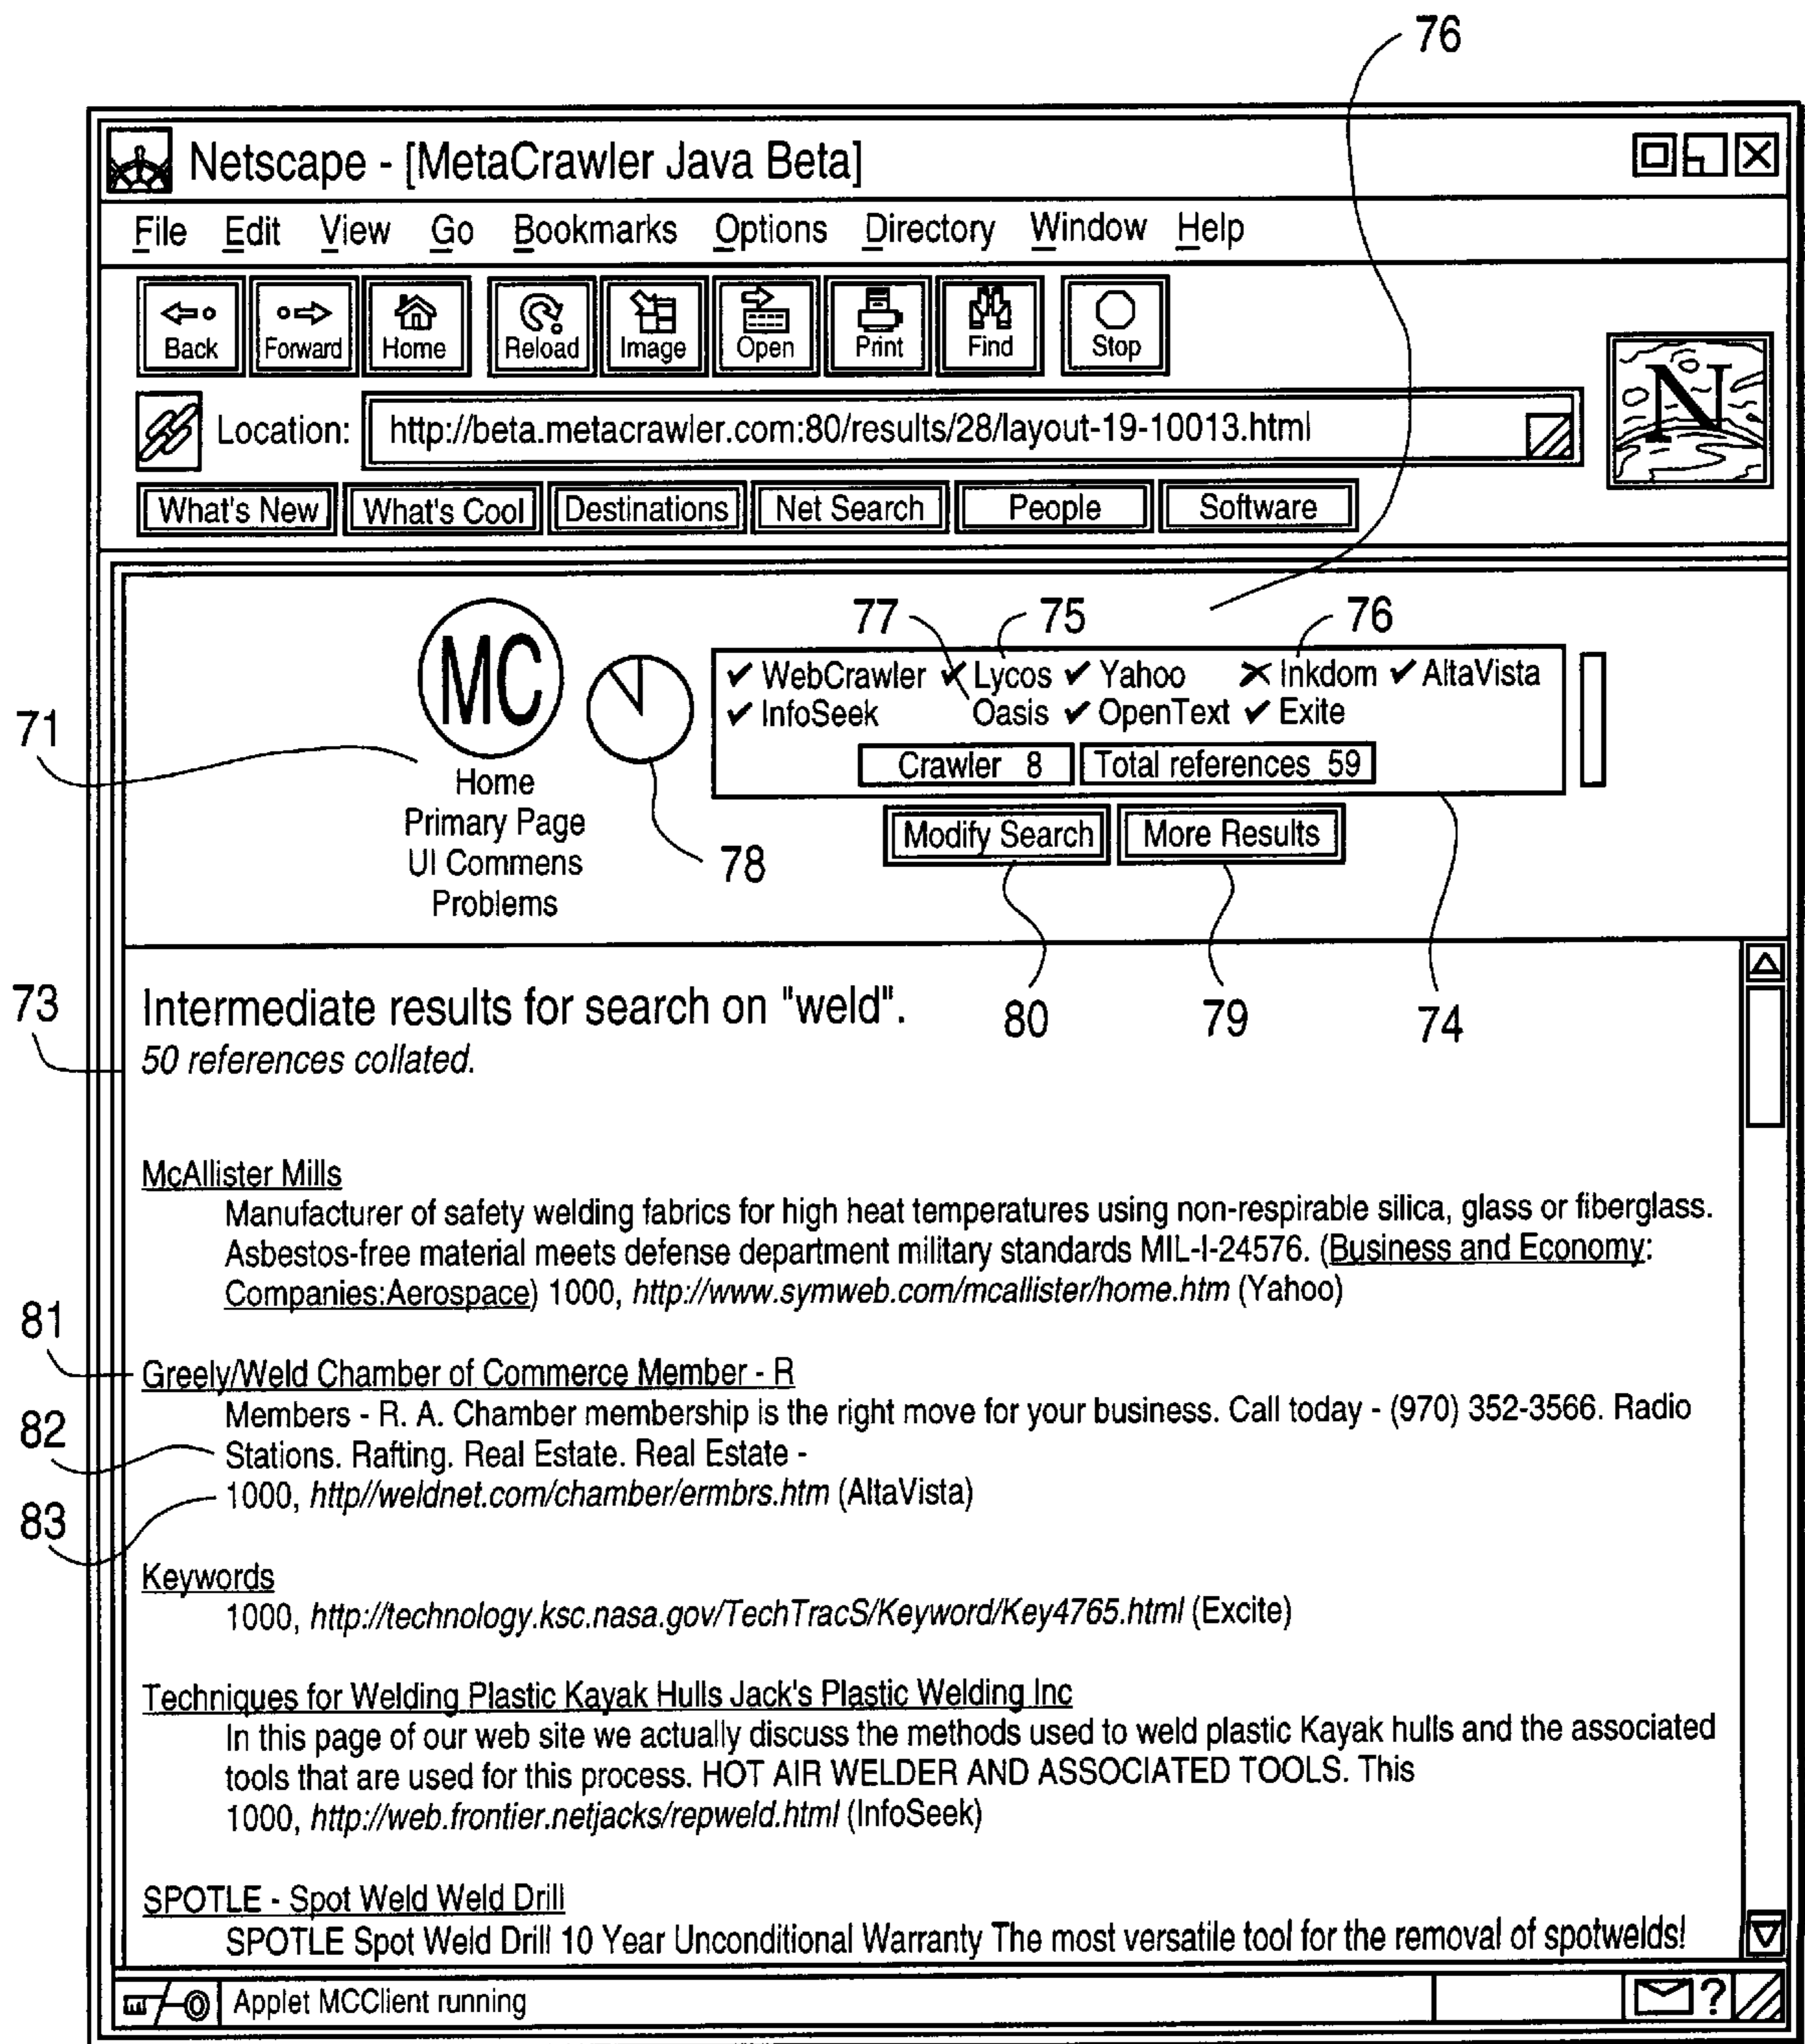 76
Netscape - [MetaCrawler Java Beta]
File Edit View Go Bookmarks Options Directory Window Help
Back Forward Home Reload Image Open Print Find Stop
N
Location: http://beta.metacrawler.com:80/results/28/layout-19-10013.html
What's New What's Cool Destinations Net Search People Software
77 75 76
MC
✔ WebCrawler ✔ Lycos ✔ Yahoo ✕ Inkdom ✔ AltaVista
✔ InfoSeek Oasis ✔ OpenText ✔ Exite
71
Crawler 8 Total references 59
Home
Primary Page
UI Commens
Problems
78
Modify Search More Results
80 79 74
73
Intermediate results for search on "weld".
50 references collated.
McAllister Mills
Manufacturer of safety welding fabrics for high heat temperatures using non-respirable silica, glass or fiberglass.
Asbestos-free material meets defense department military standards MIL-I-24576. (Business and Economy:
Companies:Aerospace) 1000, http://www.symweb.com/mcallister/home.htm (Yahoo)
81
Greely/Weld Chamber of Commerce Member - R
Members - R. A. Chamber membership is the right move for your business. Call today - (970) 352-3566. Radio
82
Stations. Rafting. Real Estate. Real Estate -
1000, http//weldnet.com/chamber/ermbrs.htm (AltaVista)
83
Keywords
1000, http://technology.ksc.nasa.gov/TechTracS/Keyword/Key4765.html (Excite)
Techniques for Welding Plastic Kayak Hulls Jack's Plastic Welding Inc
In this page of our web site we actually discuss the methods used to weld plastic Kayak hulls and the associated
tools that are used for this process. HOT AIR WELDER AND ASSOCIATED TOOLS. This
1000, http://web.frontier.netjacks/repweld.html (InfoSeek)
SPOTLE - Spot Weld Weld Drill
SPOTLE Spot Weld Drill 10 Year Unconditional Warranty The most versatile tool for the removal of spotwelds!
Applet MCClient running ?